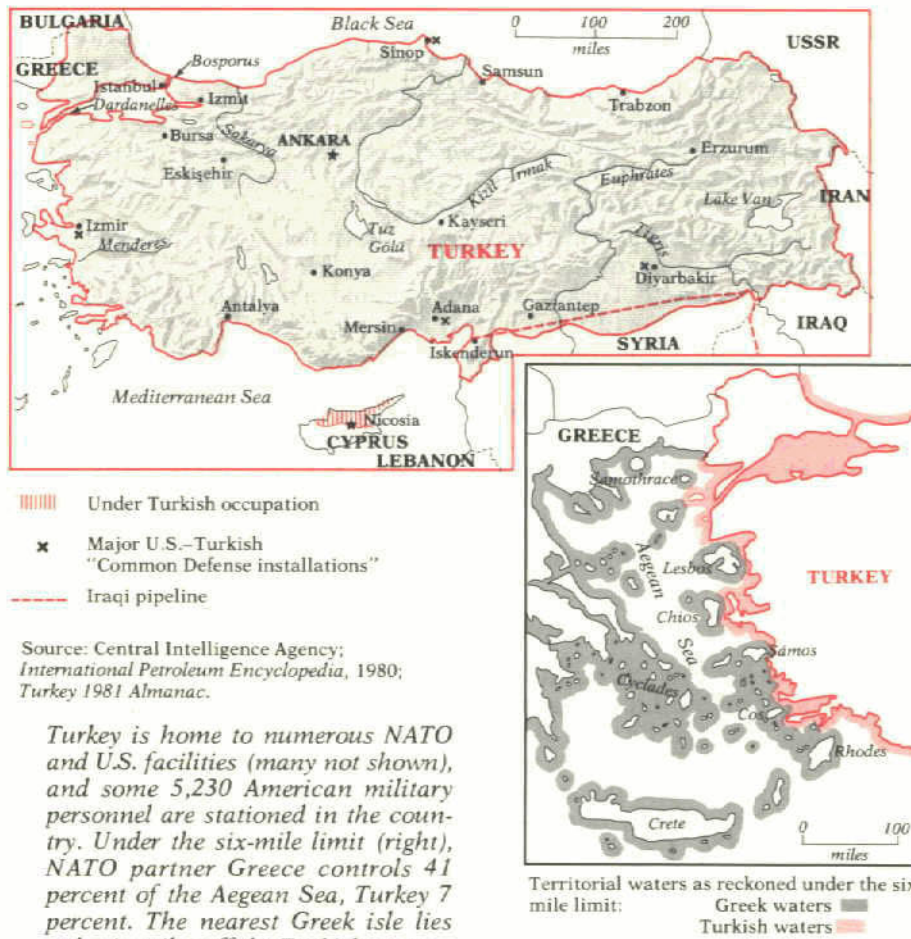 BULGARIA
Black Sea
0 100 200
miles
USSR
GREECE
Bosporus
Sinop
Istanbul
Izmit
Samsun
Dardanelles
Trabzon
Bursa
Sakarya
ANKARA
Erzurum
Eskişehir
Kizil Irmak
Euphrates
Lake Van
IRAN
Izmir
Tuz
Gölü
Kayseri
Menderes
TURKEY
Tigris
Konya
Diyarbakir
Antalya
Adana
Gaziantep
Mersin
IRAQ
Iskenderun
SYRIA
Mediterranean Sea
Nicosia
CYPRUS
LEBANON
Under Turkish occupation
Major U.S.–Turkish
"Common Defense installations"
Iraqi pipeline
Source: Central Intelligence Agency;
International Petroleum Encyclopedia, 1980;
Turkey 1981 Almanac.
Turkey is home to numerous NATO
and U.S. facilities (many not shown),
and some 5,230 American military
personnel are stationed in the coun-
try. Under the six-mile limit (right),
NATO partner Greece controls 41
percent of the Aegean Sea, Turkey 7
percent. The nearest Greek isle lies
GREECE
Samothrace
Aegean
Sea
Lesbos
TURKEY
Chios
Sámos
Cyclades
Cos
Rhodes
Crete
0 100
miles
Territorial waters as reckoned under the six
mile limit: Greek waters
Turkish waters